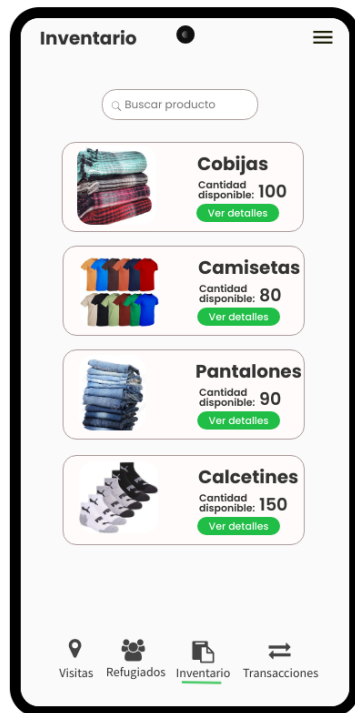 Inventario
Buscar producto
Cobijas
Cantidad
disponible: 100
Ver detalles
Camisetas
Cantidad
disponible: 80
Ver detalles
Pantalones
Cantidad
disponible: 90
Ver detalles
Calcetines
Cantidad
disponible: 150
Ver detalles
Visitas Refugiados Inventario Transacciones